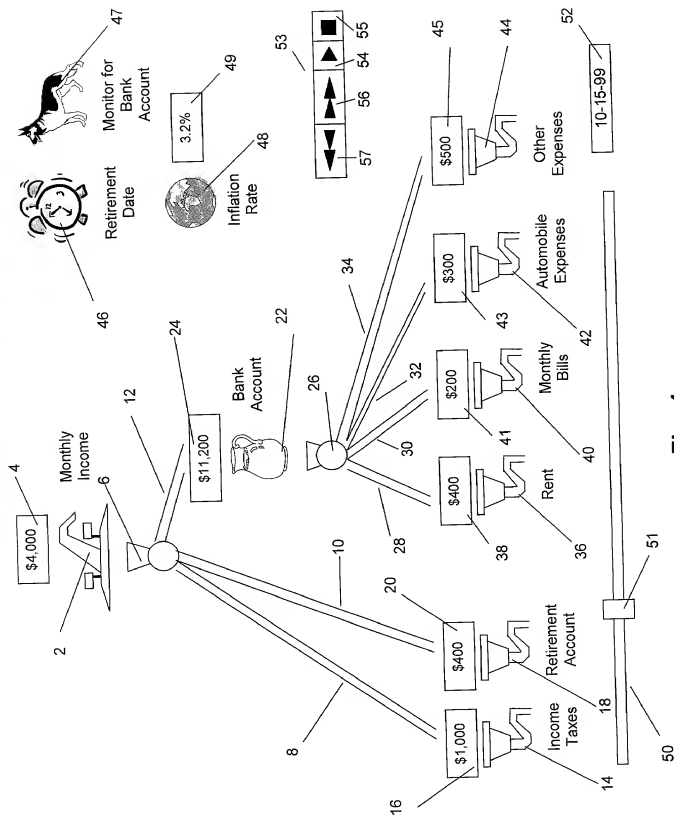 4
$4,000
Monthly
Income
2
6
12
24
$11,200
Bank
Account
22
46
Retirement
Date
47
Monitor for
Bank
Account
49
3.2%
48
Inflation
Rate
53
55
54
56
57
8
10
26
28
30
32
34
16
$1,000
14
Income
Taxes
20
$400
18
Retirement
Account
38
$400
36
Rent
41
$200
40
Monthly
Bills
43
$300
42
Automobile
Expenses
45
$500
44
Other
Expenses
50
51
52
10-15-99